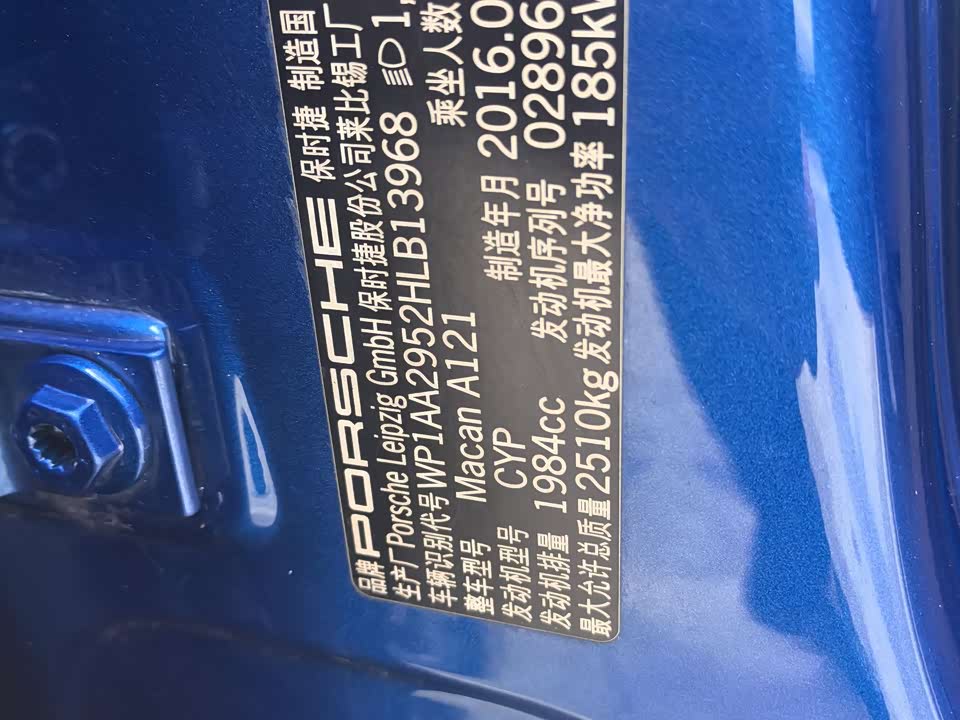 品牌 PORSCHE 保时捷 制造国
生产厂 Porsche Leipzig GmbH 保时捷股份公司莱比锡工厂
车辆识别代号 WP1AA2952HLB13968 1,
整车型号 Macan A121 乘坐人数
发动机型号 CYP 制造年月 2016.0
发动机排量 1984cc 发动机序列号 02896
最大允许总质量 2510kg 发动机最大净功率 185kW